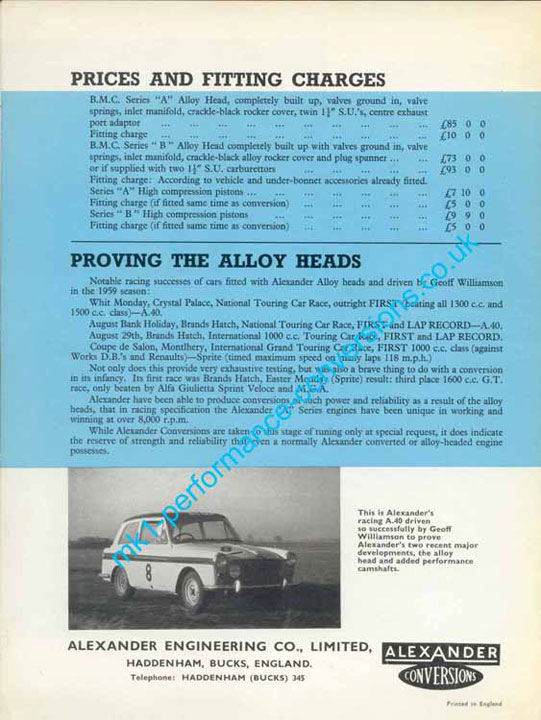 PRICES AND FITTING CHARGES
B.M.C. Series "A" Alloy Head, completely built up, valves ground in, valve
springs, inlet manifold, crackle-black rocker cover, twin 1¼" S.U.'s, centre exhaust
port adaptor ... ... ... ... ... ... ... ... ... ... £85 0 0
Fitting charge ... ... ... ... ... ... ... ... ... ... £10 0 0
B.M.C. Series " B " Alloy Head completely built up with valves ground in, valve
springs, inlet manifold, crackle-black alloy rocker cover and plug spanner ... ... £73 0 0
or if supplied with two 1½" S.U. carburettors ... ... ... ... ... £93 0 0
Fitting charge: According to vehicle and under-bonnet accessories already fitted.
Series "A" High compression pistons ... ... ... ... ... ... ... £7 10 0
Fitting charge (if fitted same time as conversion) ... ... ... ... ... £5 0 0
Series " B " High compression pistons ... ... ... ... ... ... £9 9 0
Fitting charge (if fitted same time as conversion) ... ... ... ... ... £5 0 0
PROVING THE ALLOY HEADS
Notable racing successes of cars fitted with Alexander Alloy heads and driven by Geoff Williamson
in the 1959 season:
Whit Monday, Crystal Palace, National Touring Car Race, outright FIRST (beating all 1300 c.c. and
1500 c.c. class)—A.40.
August Bank Holiday, Brands Hatch, National Touring Car Race, FIRST and LAP RECORD—A.40.
August 29th, Brands Hatch, International 1000 c.c. Touring Car Race, FIRST and LAP RECORD.
Coupe de Salon, Montlhery, International Grand Touring Car Race, FIRST 1000 c.c. class (against
Works D.B.'s and Renaults)—Sprite (timed maximum speed on many laps 118 m.p.h.)
Not only does this provide very exhaustive testing, but was also a brave thing to do with a conversion
in its infancy. Its first race was Brands Hatch, Easter Monday (Sprite) result: third place 1600 c.c. G.T.
race, only beaten by Alfa Giulietta Sprint Veloce and M.G.A.
Alexander have been able to produce conversions of such power and reliability as a result of the alloy
heads, that in racing specification the Alexander "A" Series engines have been unique in working and
winning at over 8,000 r.p.m.
While Alexander Conversions are taken to this stage of tuning only at special request, it does indicate
the reserve of strength and reliability that even a normally Alexander converted or alloy-headed engine
possesses.
8
This is Alexander's
racing A.40 driven
so successfully by Geoff
Williamson to prove
Alexander's two recent major
developments, the alloy
head and added performance
camshafts.
ALEXANDER ENGINEERING CO., LIMITED,
HADDENHAM, BUCKS, ENGLAND.
Telephone: HADDENHAM (BUCKS) 345
ALEXANDER
CONVERSIONS
Printed in England
mk1-performance-conversions.co.uk